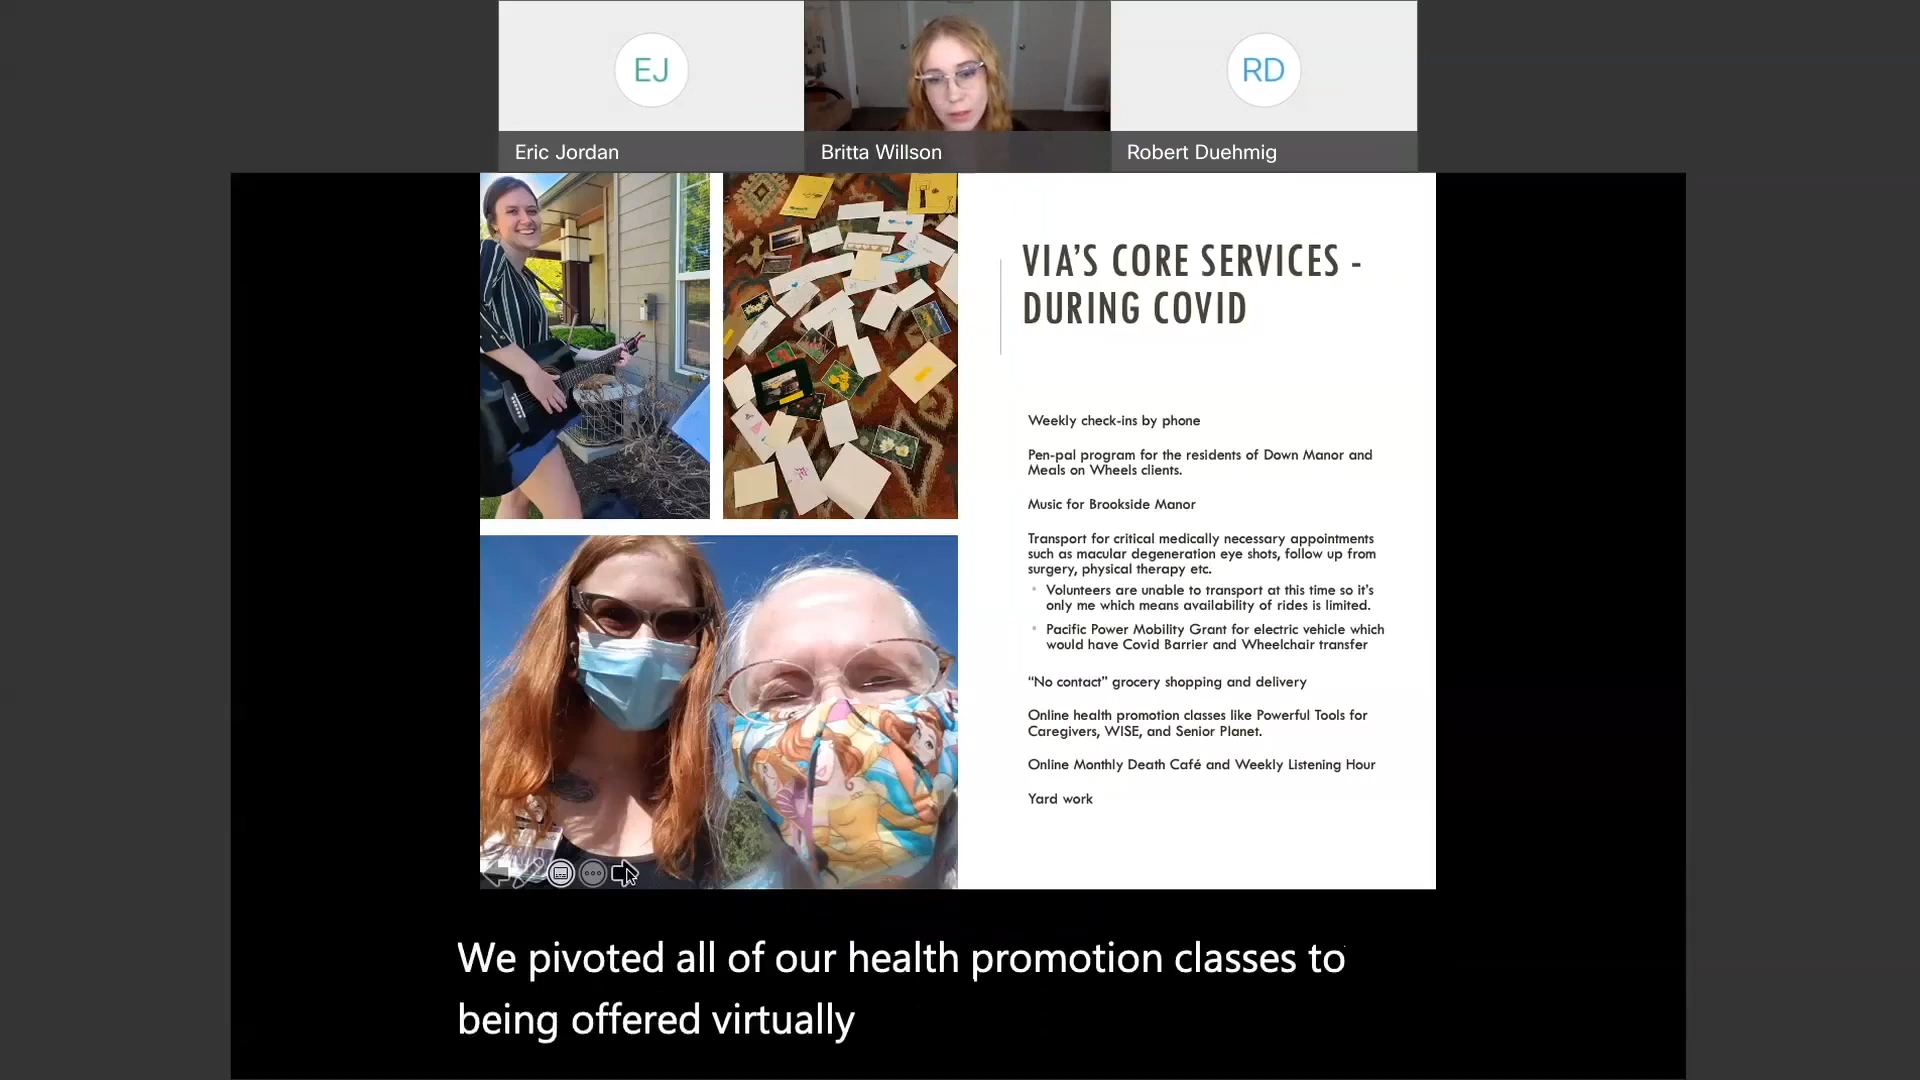 EJ
RD
Eric Jordan
Britta Willson
Robert Duehmig
VIA’S CORE SERVICES -
DURING COVID
Weekly check-ins by phone
Pen-pal program for the residents of Down Manor and
Meals on Wheels clients.
Music for Brookside Manor
Transport for critical medically necessary appointments
such as macular degeneration eye shots, follow up from
surgery, physical therapy etc.
Volunteers are unable to transport at this time so it’s
only me which means availability of rides is limited.
Pacific Power Mobility Grant for electric vehicle which
would have Covid Barrier and Wheelchair transfer
“No contact” grocery shopping and delivery
Online health promotion classes like Powerful Tools for
Caregivers, WISE, and Senior Planet.
Online Monthly Death Café and Weekly Listening Hour
Yard work
We pivoted all of our health promotion classes to
being offered virtually